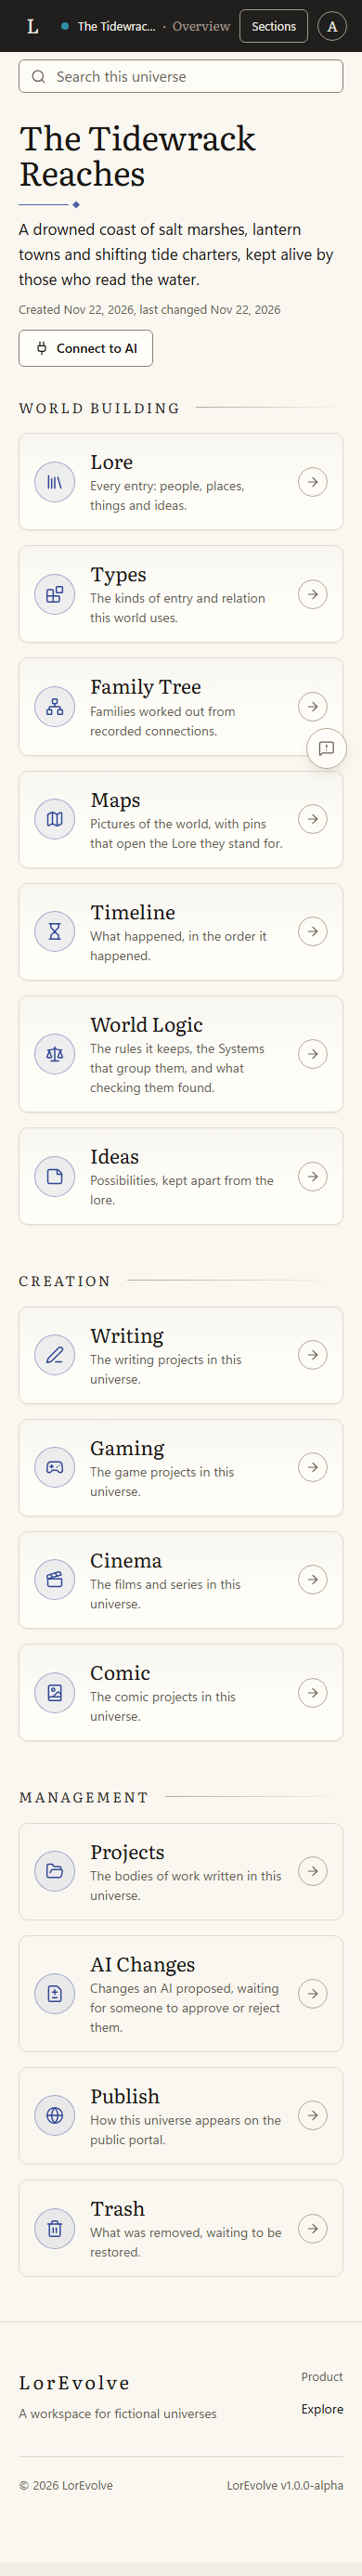 L
The Tidewrac... · Overview
Sections
A
Search this universe
The Tidewrack
Reaches
A drowned coast of salt marshes, lantern
towns and shifting tide charters, kept alive by
those who read the water.
Created Nov 22, 2026, last changed Nov 22, 2026
Connect to AI
WORLD BUILDING
Lore
Every entry: people, places,
things and ideas.
Types
The kinds of entry and relation
this world uses.
Family Tree
Families worked out from
recorded connections.
Maps
Pictures of the world, with pins
that open the Lore they stand for.
Timeline
What happened, in the order it
happened.
World Logic
The rules it keeps, the Systems
that group them, and what
checking them found.
Ideas
Possibilities, kept apart from the
lore.
CREATION
Writing
The writing projects in this
universe.
Gaming
The game projects in this
universe.
Cinema
The films and series in this
universe.
Comic
The comic projects in this
universe.
MANAGEMENT
Projects
The bodies of work written in this
universe.
AI Changes
Changes an AI proposed, waiting
for someone to approve or reject
them.
Publish
How this universe appears on the
public portal.
Trash
What was removed, waiting to be
restored.
LorEvolve
A workspace for fictional universes
Product
Explore
© 2026 LorEvolve
LorEvolve v1.0.0-alpha